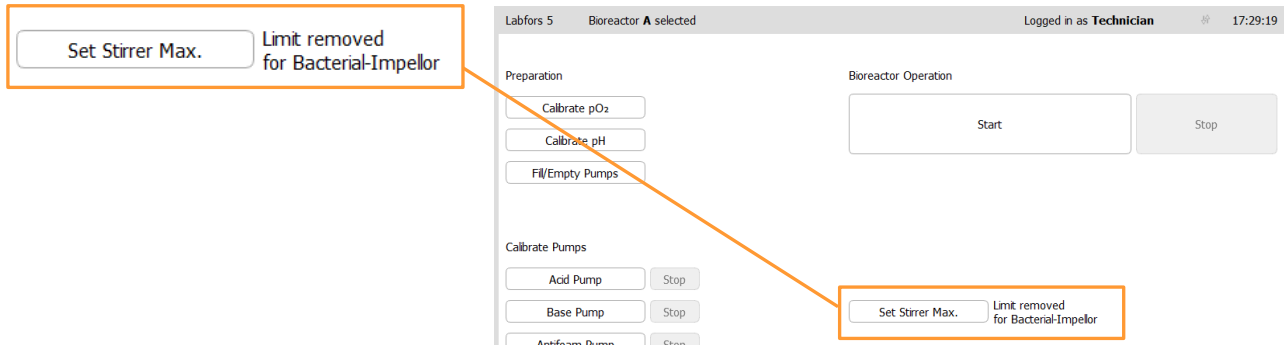 Set Stirrer Max.
Limit removed
for Bacterial-Impellor
Labfors 5 Bioreactor A selected Logged in as Technician 17:29:19
Preparation
Bioreactor Operation
Calibrate pO₂
Start Stop
Calibrate pH
Fill/Empty Pumps
Calibrate Pumps
Acid Pump Stop
Base Pump Stop
Set Stirrer Max.
Limit removed
for Bacterial-Impellor
Antifoam Pump Stop